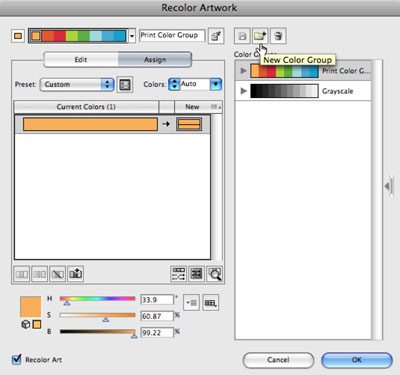 Recolor Artwork
Print Color Group
New Color Group
Edit
Assign
Preset:
Custom
Colors:
Auto
Current Colors (1)
New
Print Color G...
Grayscale
H
33.9
°
S
60.87
%
B
99.22
%
Recolor Art
Cancel
OK